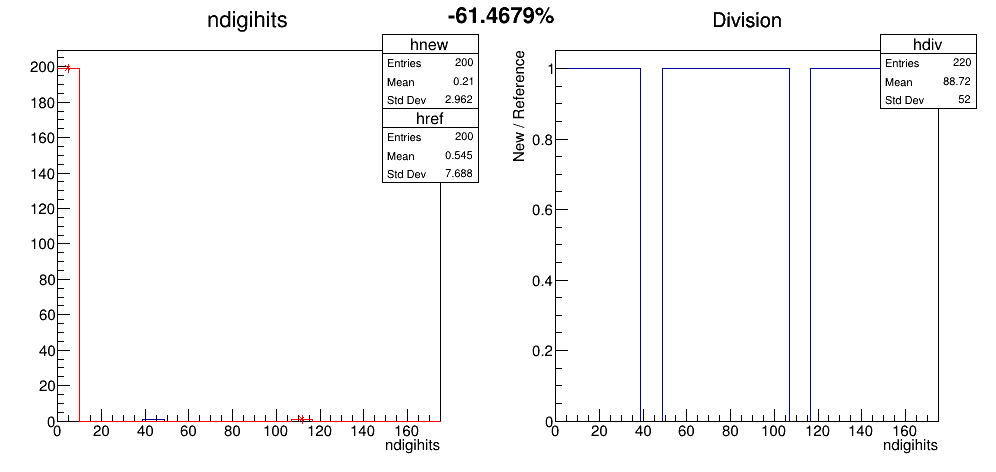 -61.4679%
ndigihits
hnew
Entries 200
Mean 0.21
Std Dev 2.962
href
Entries 200
Mean 0.545
Std Dev 7.688
200
180
160
140
120
100
80
60
40
20
0
0 20 40 60 80 100 120 140 160
ndigihits
Division
hdiv
Entries 220
Mean 88.72
Std Dev 52
New / Reference
1
0.8
0.6
0.4
0.2
0
0 20 40 60 80 100 120 140 160
ndigihits